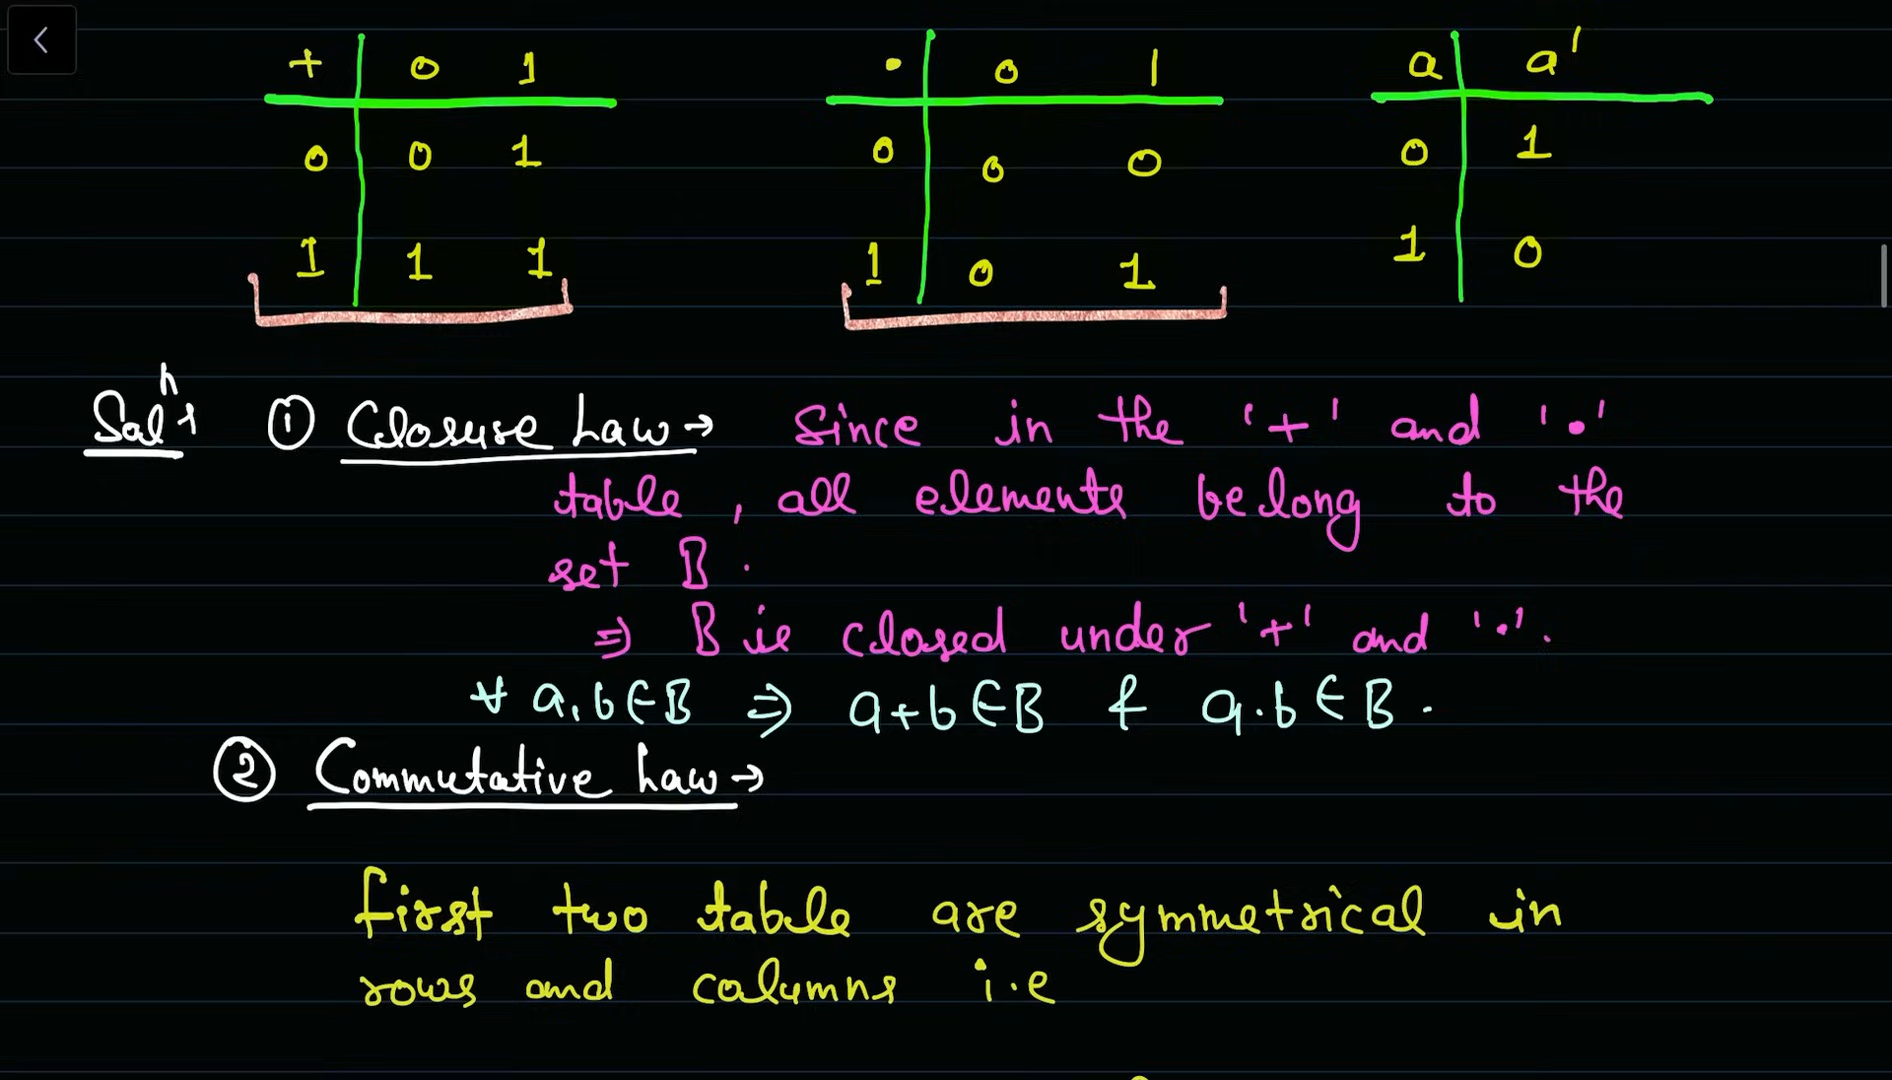 + 0 1 • 0 1 a a'
0 0 1 0 0 0 0 1
1 1 1 1 0 1 1 0
Solⁿ: ① Closure Law → Since in the '+' and '•'
table, all elements belong to the
set B.
⇒ B is closed under '+' and '•'.
∀ a,b∈B ⇒ a+b∈B & a.b∈B.
② Commutative Law →
First two table are symmetrical in
rows and columns i.e